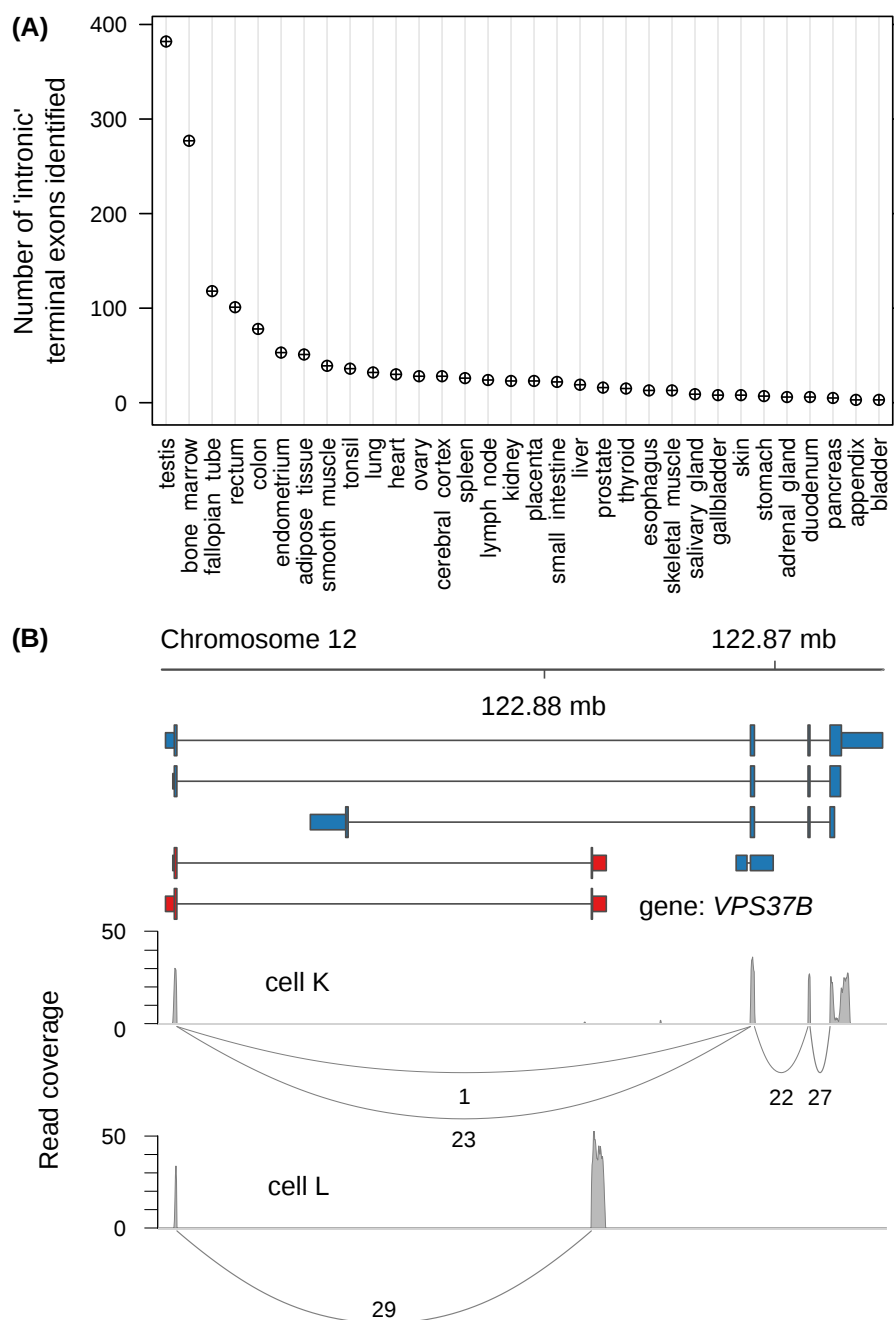 (A)
400
300
200
100
0
Number of 'intronic'
terminal exons identified
testis
bone marrow
fallopian tube
rectum
colon
endometrium
adipose tissue
smooth muscle
tonsil
lung
heart
ovary
cerebral cortex
spleen
lymph node
kidney
placenta
small intestine
liver
prostate
thyroid
esophagus
skeletal muscle
salivary gland
gallbladder
skin
stomach
adrenal gland
duodenum
pancreas
appendix
bladder
(B)
Chromosome 12
122.87 mb
122.88 mb
gene: VPS37B
Read coverage
50
0
cell K
1
22
27
23
50
0
cell L
29